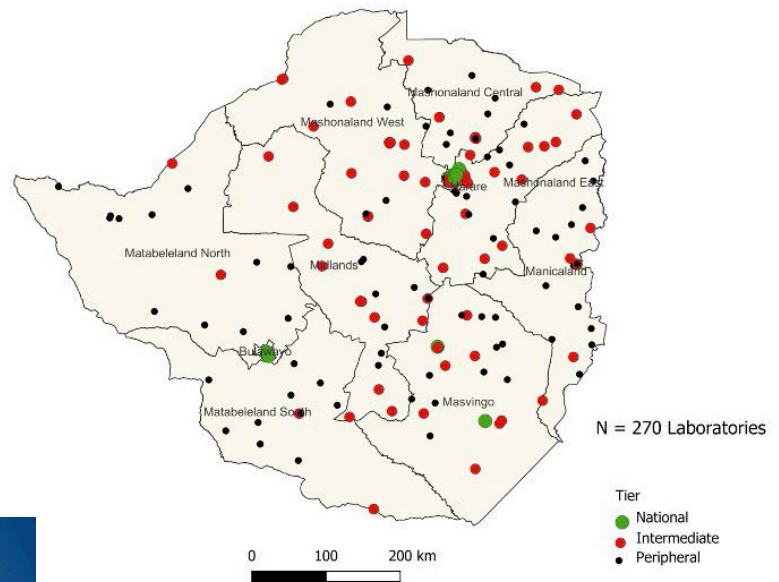 Mashonaland Central
Mashonaland West
Harare
Mashonaland East
Matabeleland North
Midlands
Manicaland
Bulawayo
Matabeleland South
Masvingo
N = 270 Laboratories
Tier
National
Intermediate
Peripheral
0 100 200 km